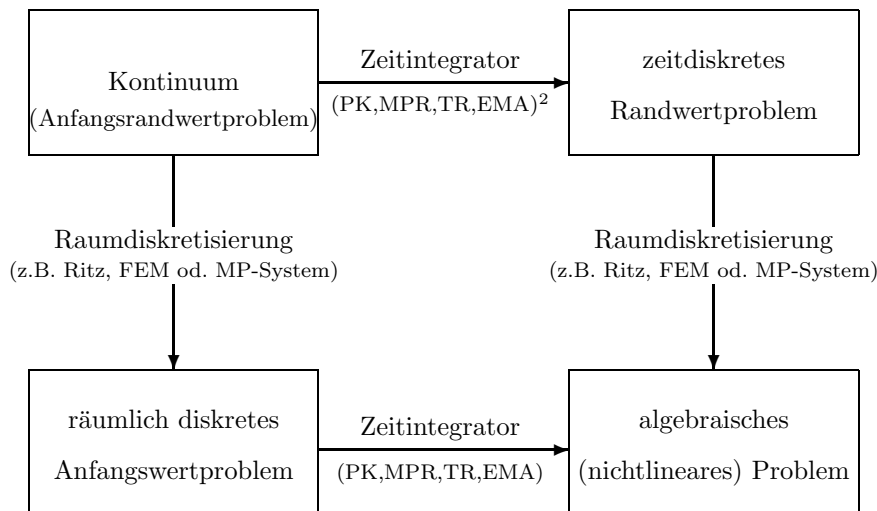 Kontinuum
(Anfangsrandwertproblem)
Zeitintegrator
(PK,MPR,TR,EMA)²
zeitdiskretes
Randwertproblem
Raumdiskretisierung
(z.B. Ritz, FEM od. MP-System)
Raumdiskretisierung
(z.B. Ritz, FEM od. MP-System)
räumlich diskretes
Anfangswertproblem
Zeitintegrator
(PK,MPR,TR,EMA)
algebraisches
(nichtlineares) Problem